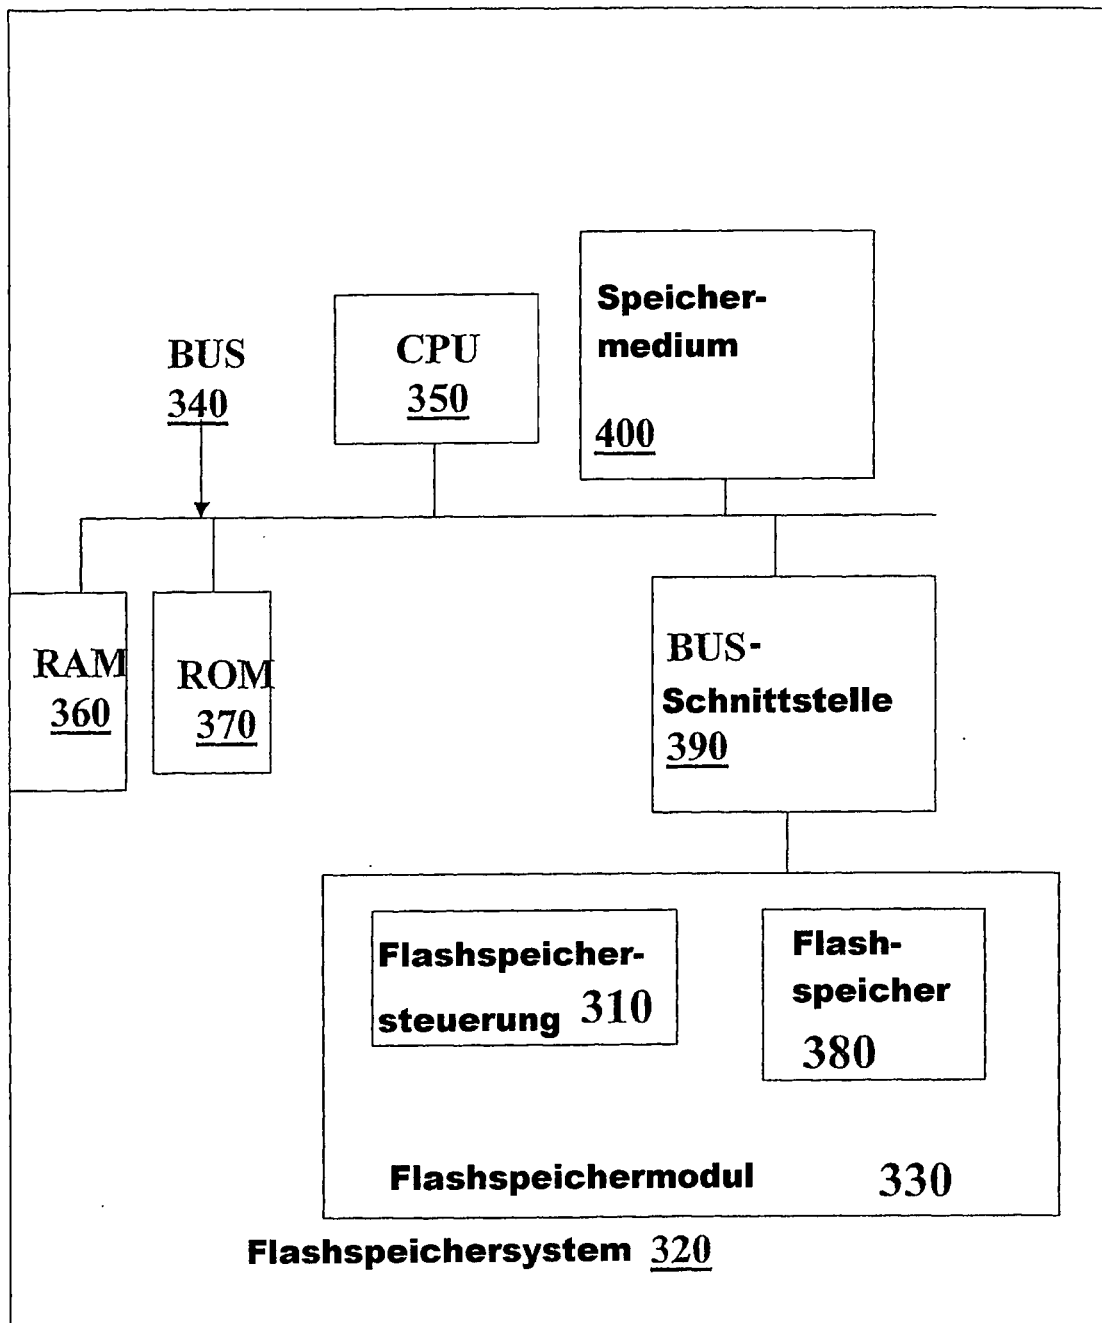 Speicher-
medium
400
CPU
350
BUS
340
RAM
360
ROM
370
BUS-
Schnittstelle
390
Flashspeicher-
steuerung 310
Flash-
speicher
380
Flashspeichermodul 330
Flashspeichersystem 320